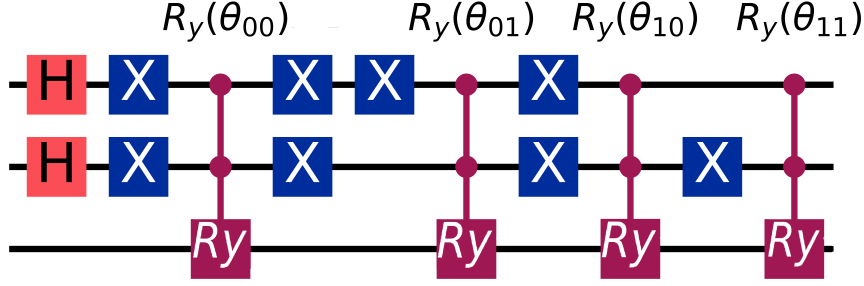 R_y(θ_00) R_y(θ_01) R_y(θ_10) R_y(θ_11)
H X X X X
H X X X X
Ry Ry Ry Ry